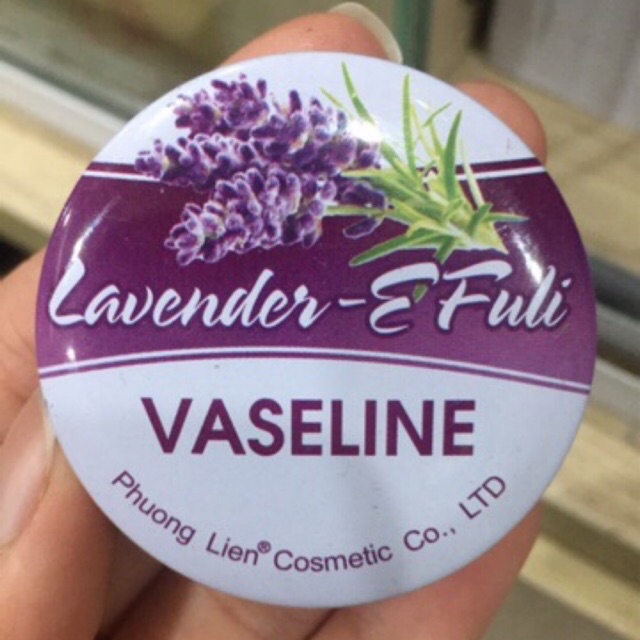 Lavender-E Fuli
VASELINE
Phuong Lien® Cosmetic Co., LTD